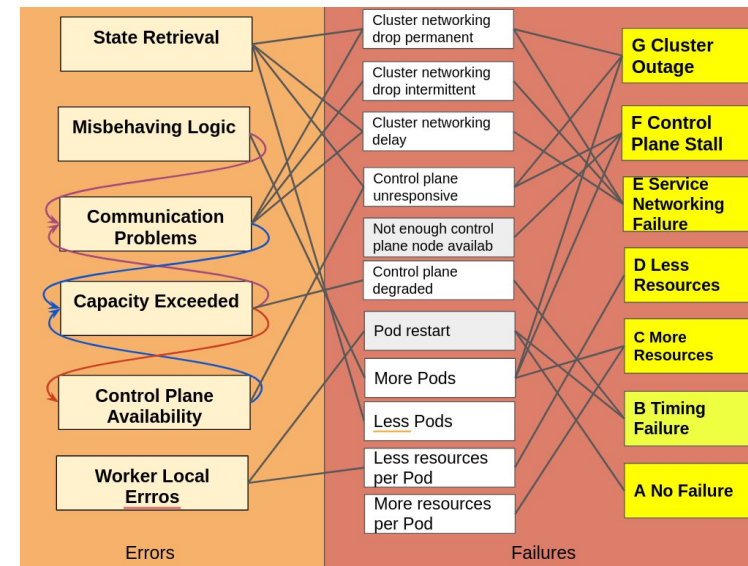 State Retrieval
Misbehaving Logic
Communication
Problems
Capacity Exceeded
Control Plane
Availability
Worker Local
Errros
Errors
Cluster networking
drop permanent
Cluster networking
drop intermittent
Cluster networking
delay
Control plane
unresponsive
Not enough control
plane node availab
Control plane
degraded
Pod restart
More Pods
Less Pods
Less resources
per Pod
More resources
per Pod
G Cluster
Outage
F Control
Plane Stall
E Service
Networking
Failure
D Less
Resources
C More
Resources
B Timing
Failure
A No Failure
Failures